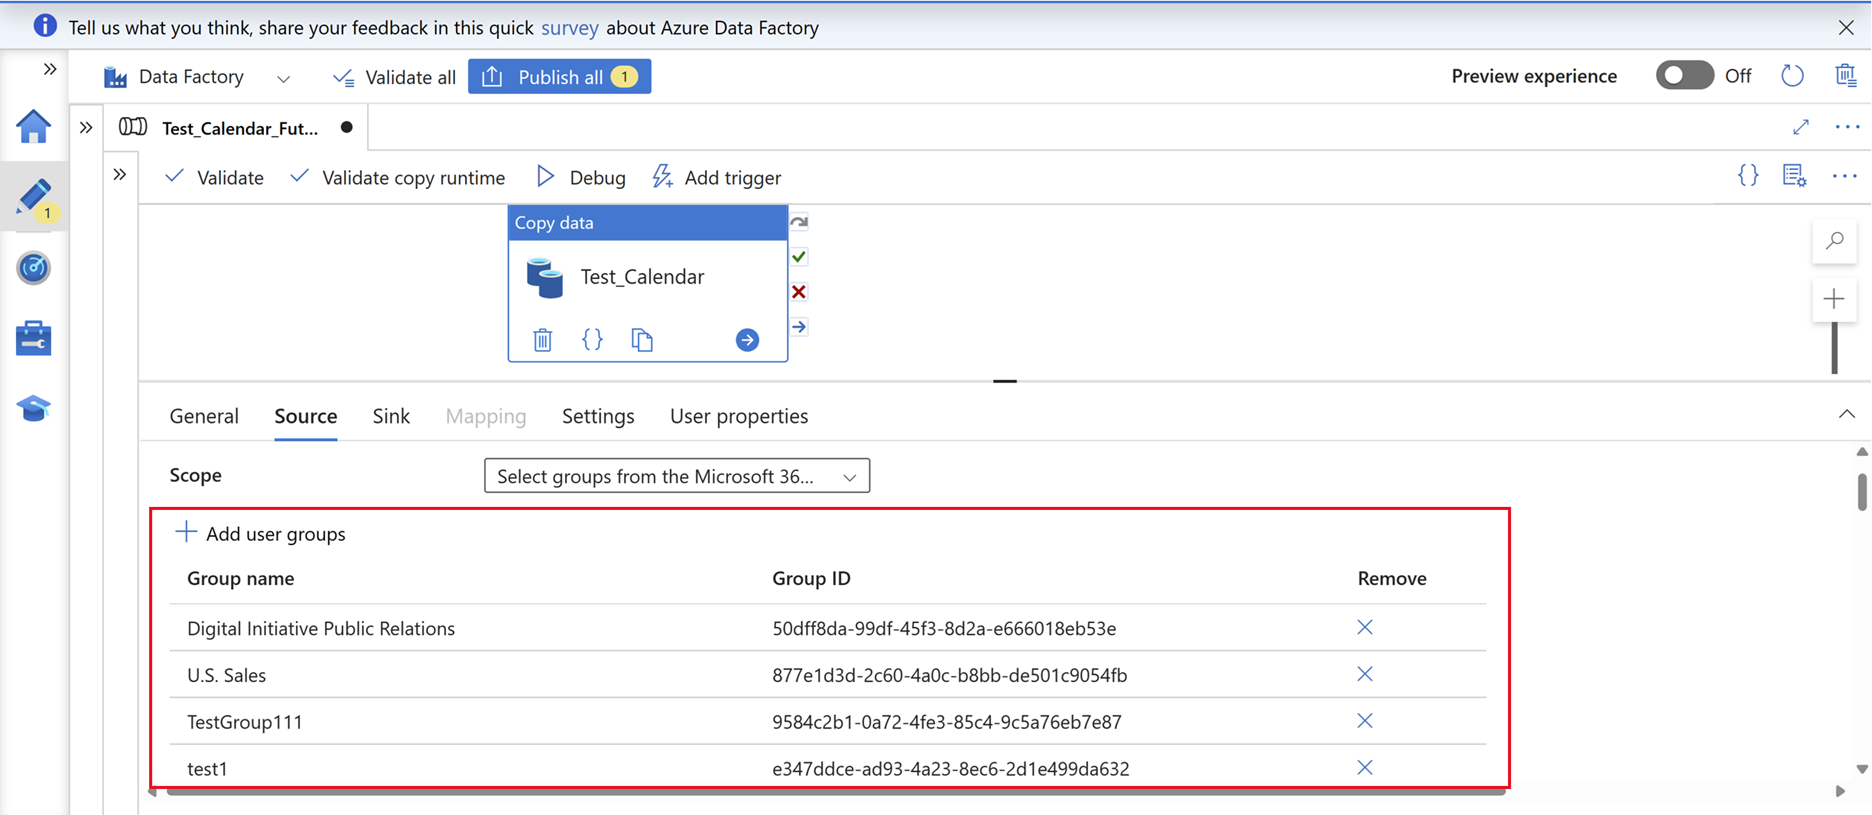 Tell us what you think, share your feedback in this quick survey about Azure Data Factory
Data Factory Validate all Publish all 1 Preview experience Off
Test_Calendar_Fut...
Validate Validate copy runtime Debug Add trigger
1
Copy data
Test_Calendar
General Source Sink Mapping Settings User properties
Scope Select groups from the Microsoft 36...
Add user groups
Group name Group ID Remove
Digital Initiative Public Relations 50dff8da-99df-45f3-8d2a-e666018eb53e
U.S. Sales 877e1d3d-2c60-4a0c-b8bb-de501c9054fb
TestGroup111 9584c2b1-0a72-4fe3-85c4-9c5a76eb7e87
test1 e347ddce-ad93-4a23-8ec6-2d1e499da632